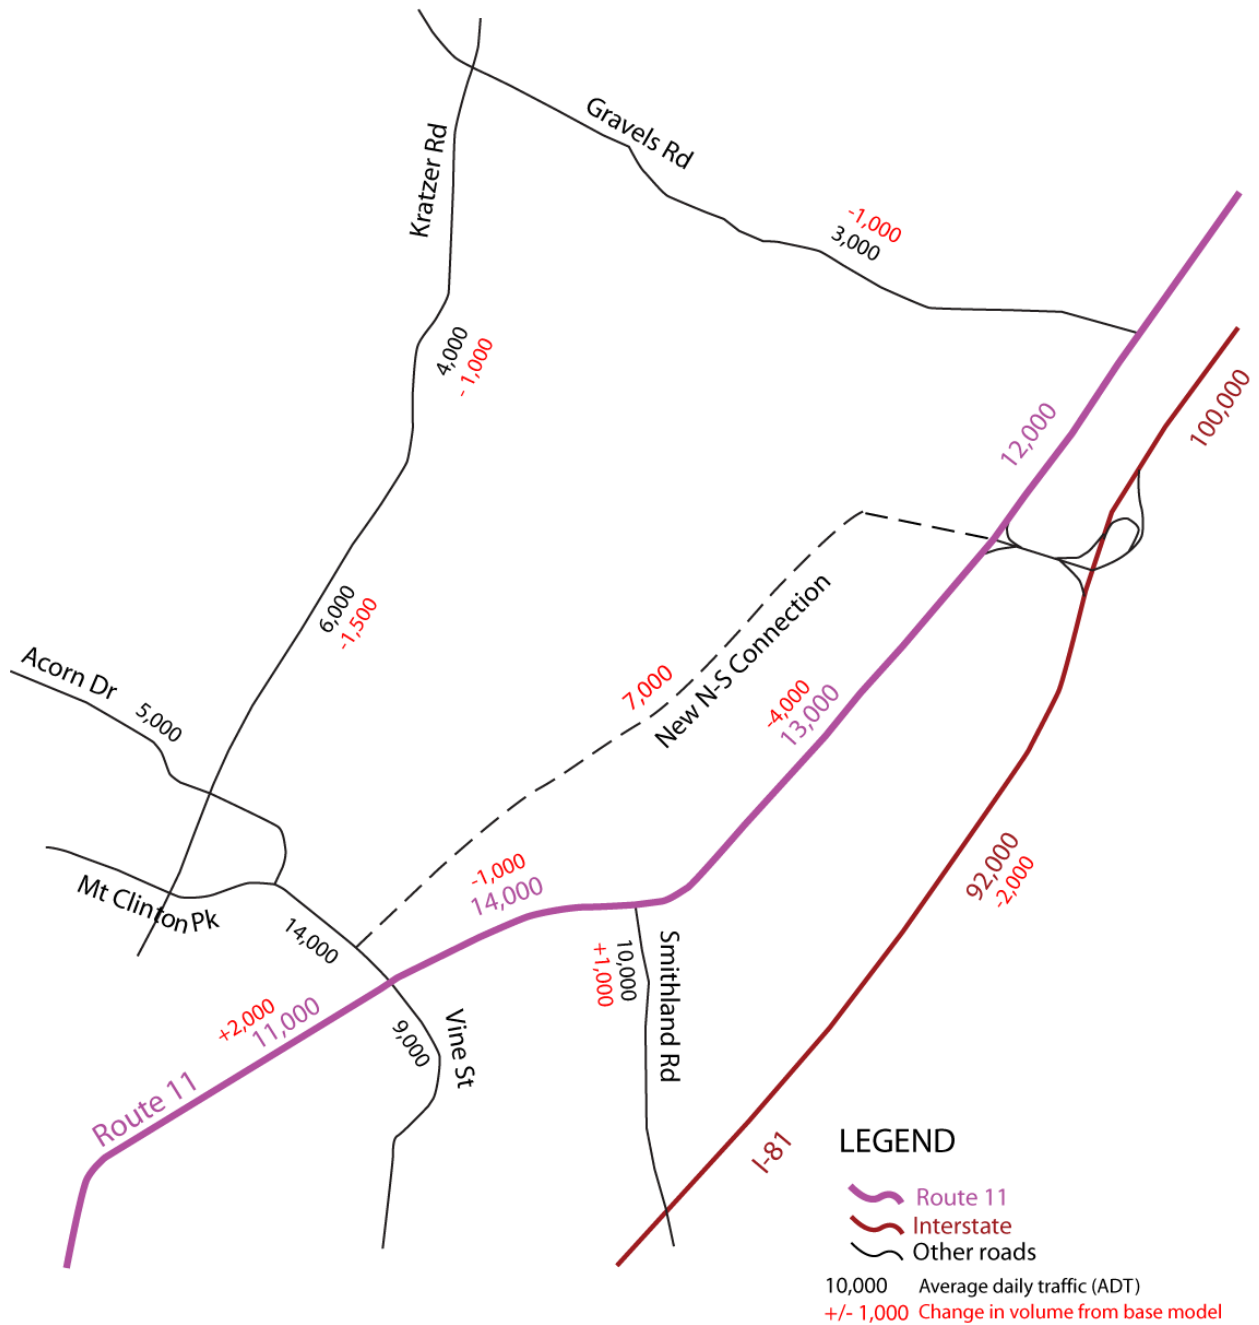 Gravels Rd
Kratzer Rd
-1,000
3,000
4,000
- 1,000
12,000
100,000
6,000
-1,500
Acorn Dr
5,000
7,000
New N-S Connection
-4,000
13,000
92,000
-2,000
-1,000
14,000
Mt Clinton Pk
14,000
10,000
+1,000
Smithland Rd
+2,000
11,000
9,000
Vine St
Route 11
I-81
LEGEND
Route 11
Interstate
Other roads
10,000 Average daily traffic (ADT)
+/- 1,000 Change in volume from base model